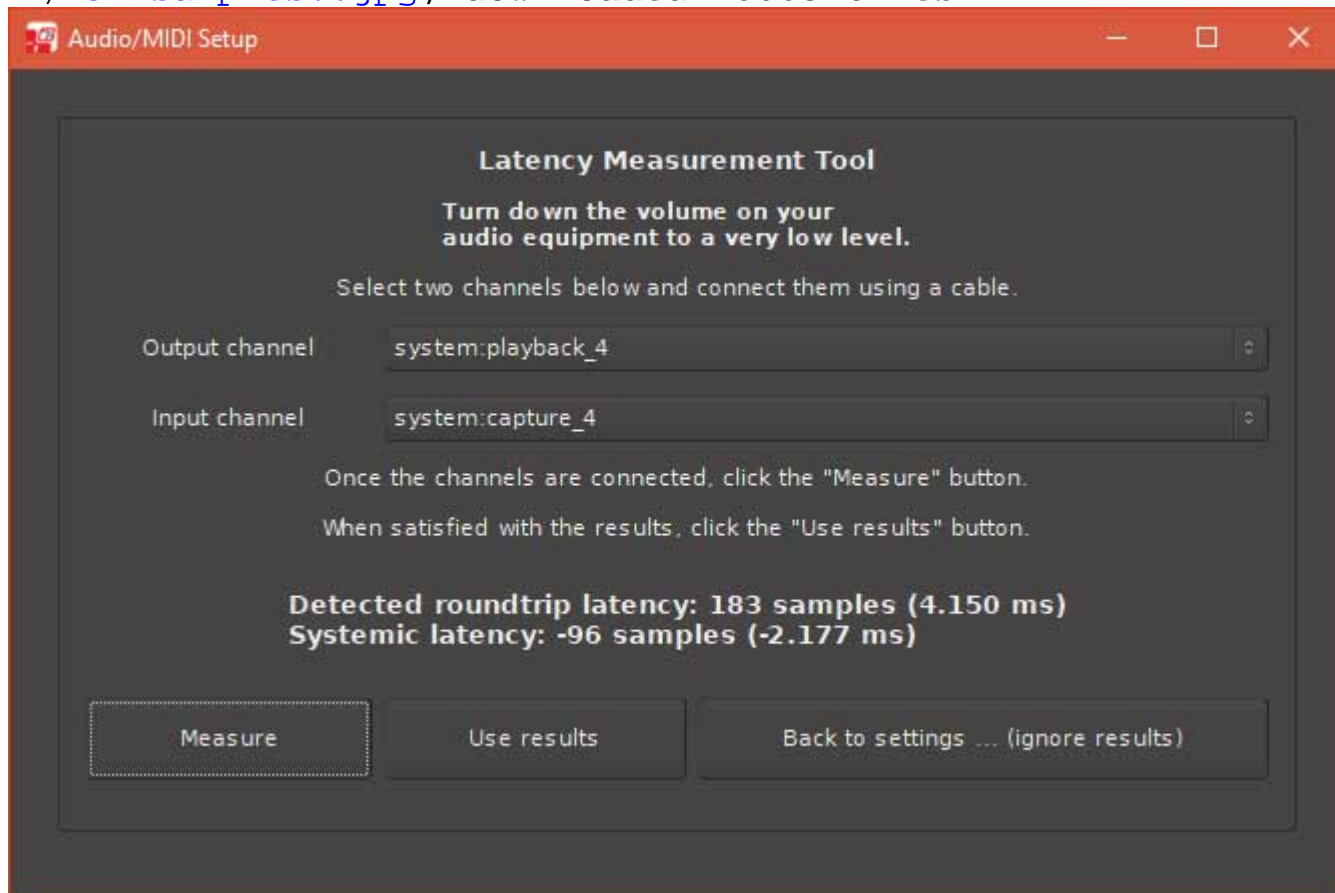 Audio/MIDI Setup
Latency Measurement Tool
Turn down the volume on your
audio equipment to a very low level.
Select two channels below and connect them using a cable.
Output channel system:playback_4
Input channel system:capture_4
Once the channels are connected, click the "Measure" button.
When satisfied with the results, click the "Use results" button.
Detected roundtrip latency: 183 samples (4.150 ms)
Systemic latency: -96 samples (-2.177 ms)
Measure Use results Back to settings ... (ignore results)